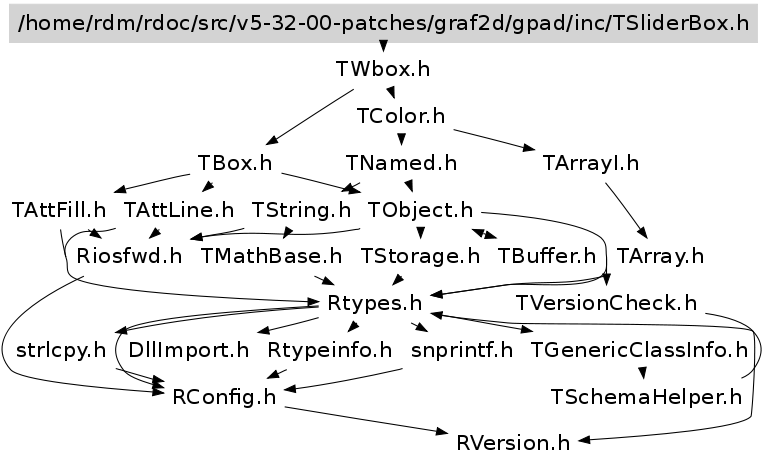 /home/rdm/rdoc/src/v5-32-00-patches/graf2d/gpad/inc/TSliderBox.h
TWbox.h
TColor.h
TBox.h TNamed.h TArrayI.h
TAttFill.h TAttLine.h TString.h TObject.h
Riosfwd.h TMathBase.h TStorage.h TBuffer.h TArray.h
Rtypes.h TVersionCheck.h
strlcpy.h DllImport.h Rtypeinfo.h snprintf.h TGenericClassInfo.h
RConfig.h TSchemaHelper.h
RVersion.h